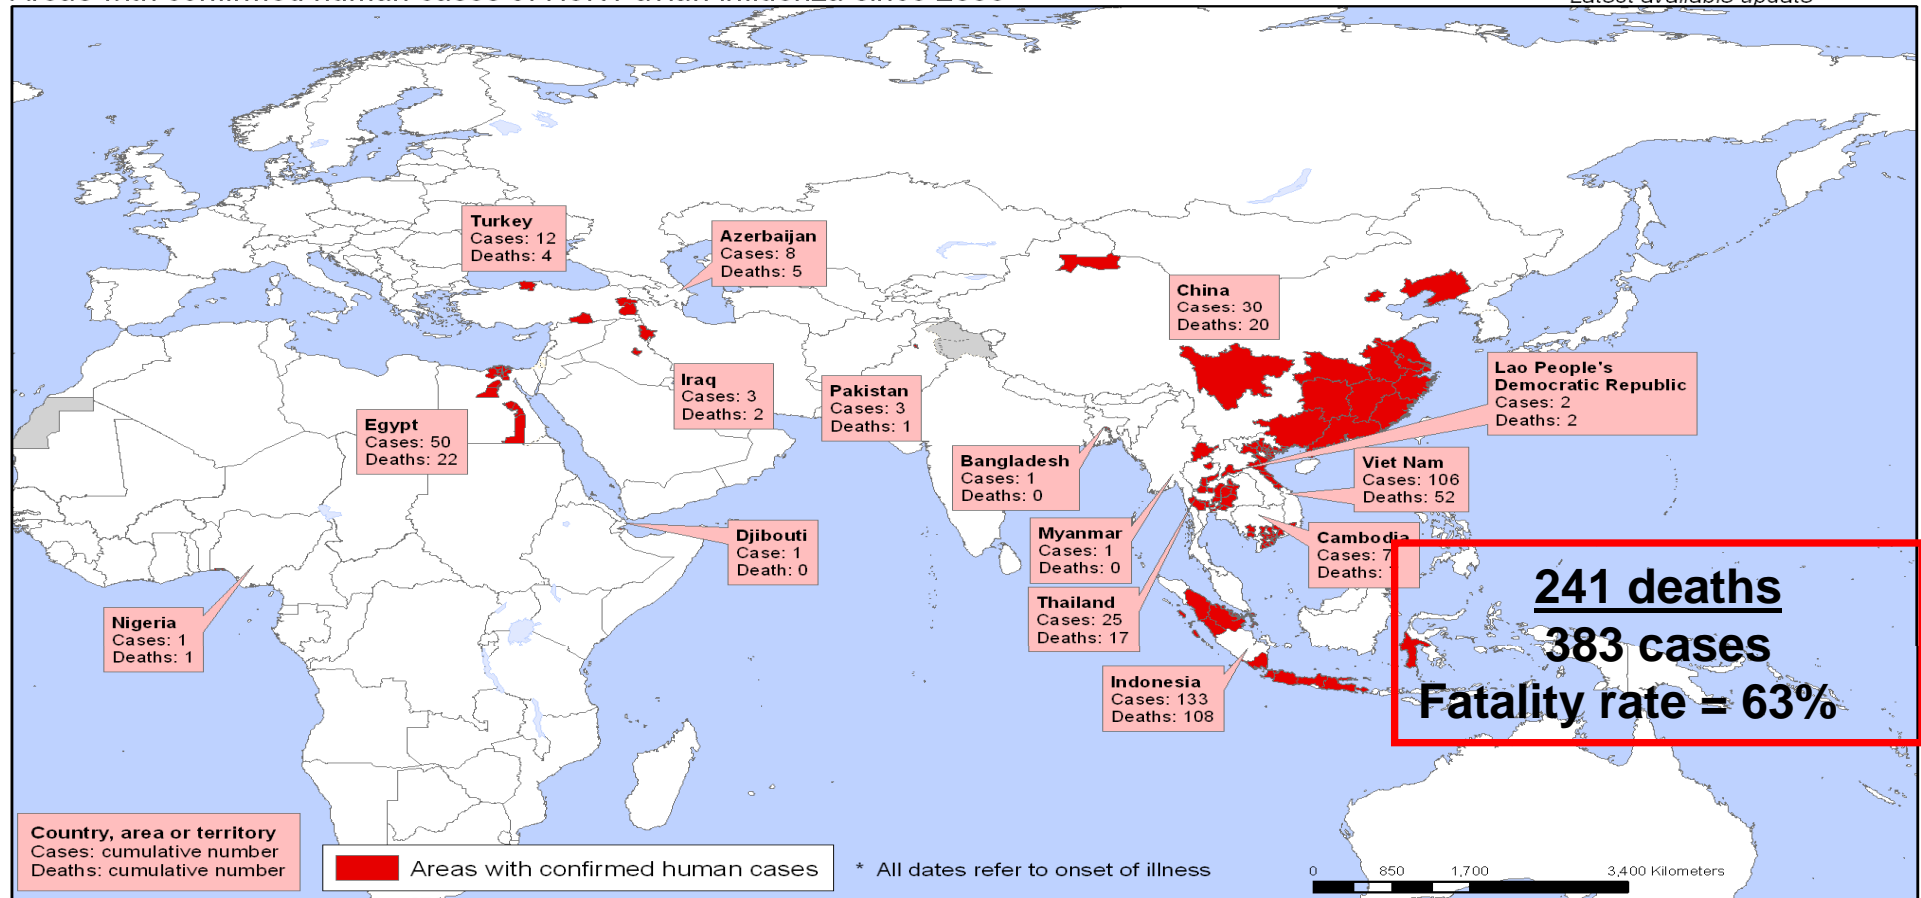 Turkey
Cases: 12
Deaths: 4
Azerbaijan
Cases: 8
Deaths: 5
China
Cases: 30
Deaths: 20
Iraq
Cases: 3
Deaths: 2
Pakistan
Cases: 3
Deaths: 1
Lao People's
Democratic Republic
Cases: 2
Deaths: 2
Egypt
Cases: 50
Deaths: 22
Bangladesh
Cases: 1
Deaths: 0
Viet Nam
Cases: 106
Deaths: 52
Djibouti
Case: 1
Death: 0
Myanmar
Cases: 1
Deaths: 0
Cambodia
Cases: 7
Deaths:
Thailand
Cases: 25
Deaths: 17
Nigeria
Cases: 1
Deaths: 1
Indonesia
Cases: 133
Deaths: 108
241 deaths
383 cases
Fatality rate = 63%
Country, area or territory
Cases: cumulative number
Deaths: cumulative number
Areas with confirmed human cases
* All dates refer to onset of illness
0 850 1,700 3,400 Kilometers